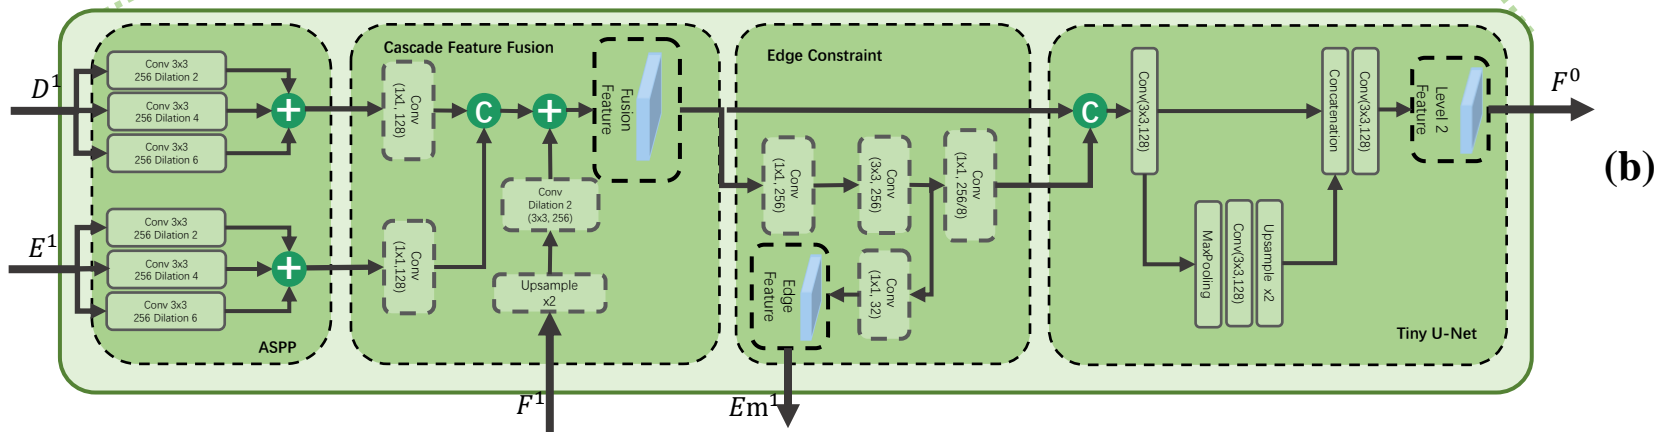 D¹
Conv 3x3
256 Dilation 2
Conv 3x3
256 Dilation 4
Conv 3x3
256 Dilation 6
+
E¹
Conv 3x3
256 Dilation 2
Conv 3x3
256 Dilation 4
Conv 3x3
256 Dilation 6
+
ASPP
Cascade Feature Fusion
Conv
(1x1, 128)
Conv
(1x1,128)
C
+
Conv
Dilation 2
(3x3, 256)
Upsample
x2
F¹
Fusion
Feature
Edge Constraint
Conv
(1x1, 256)
Conv
(3x3, 256)
Conv
(1x1, 256/8)
Conv
(1x1, 32)
Edge
Feature
Em¹
C
Conv(3x3,128)
MaxPooling
Conv(3x3,128)
Upsample x2
Concatenation
Conv(3x3,128)
Level 2
Feature
Tiny U-Net
F⁰
(b)